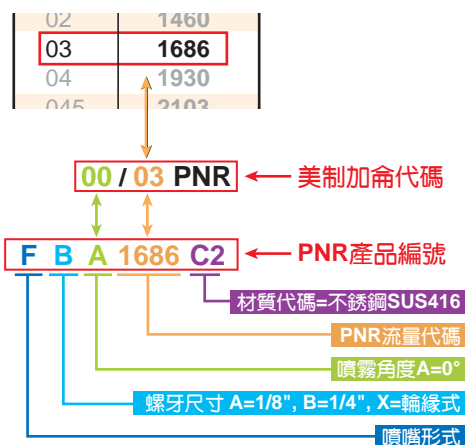 02 1460
03 1686
04 1930
045 2103
00 / 03 PNR 美制加侖代碼
F B A 1686 C2 PNR產品編號
材質代碼=不銹鋼SUS416
PNR流量代碼
噴霧角度A=0°
螺牙尺寸 A=1/8", B=1/4", X=輪緣式
噴嘴形式